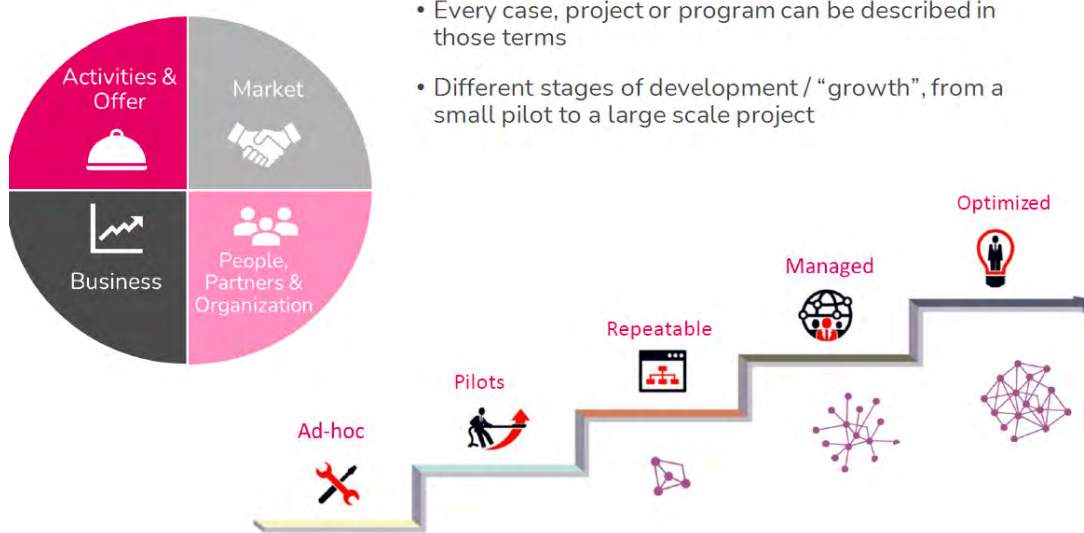 • Every case, project or program can be described in
those terms
• Different stages of development / “growth”, from a
small pilot to a large scale project
Activities &
Offer
Market
Business
People,
Partners &
Organization
Ad-hoc
Pilots
Repeatable
Managed
Optimized